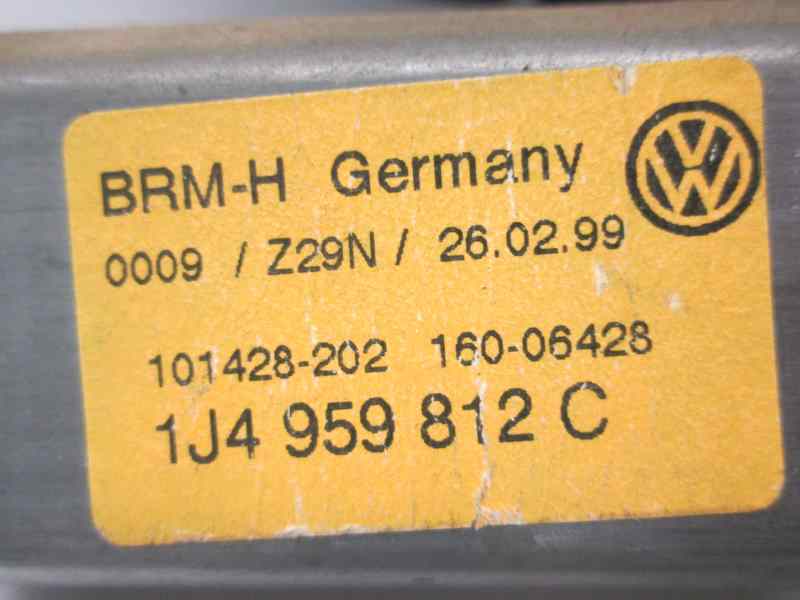 BRM-H Germany
0009 / Z29N / 26.02.99
101428-202 160-06428
1J4 959 812 C